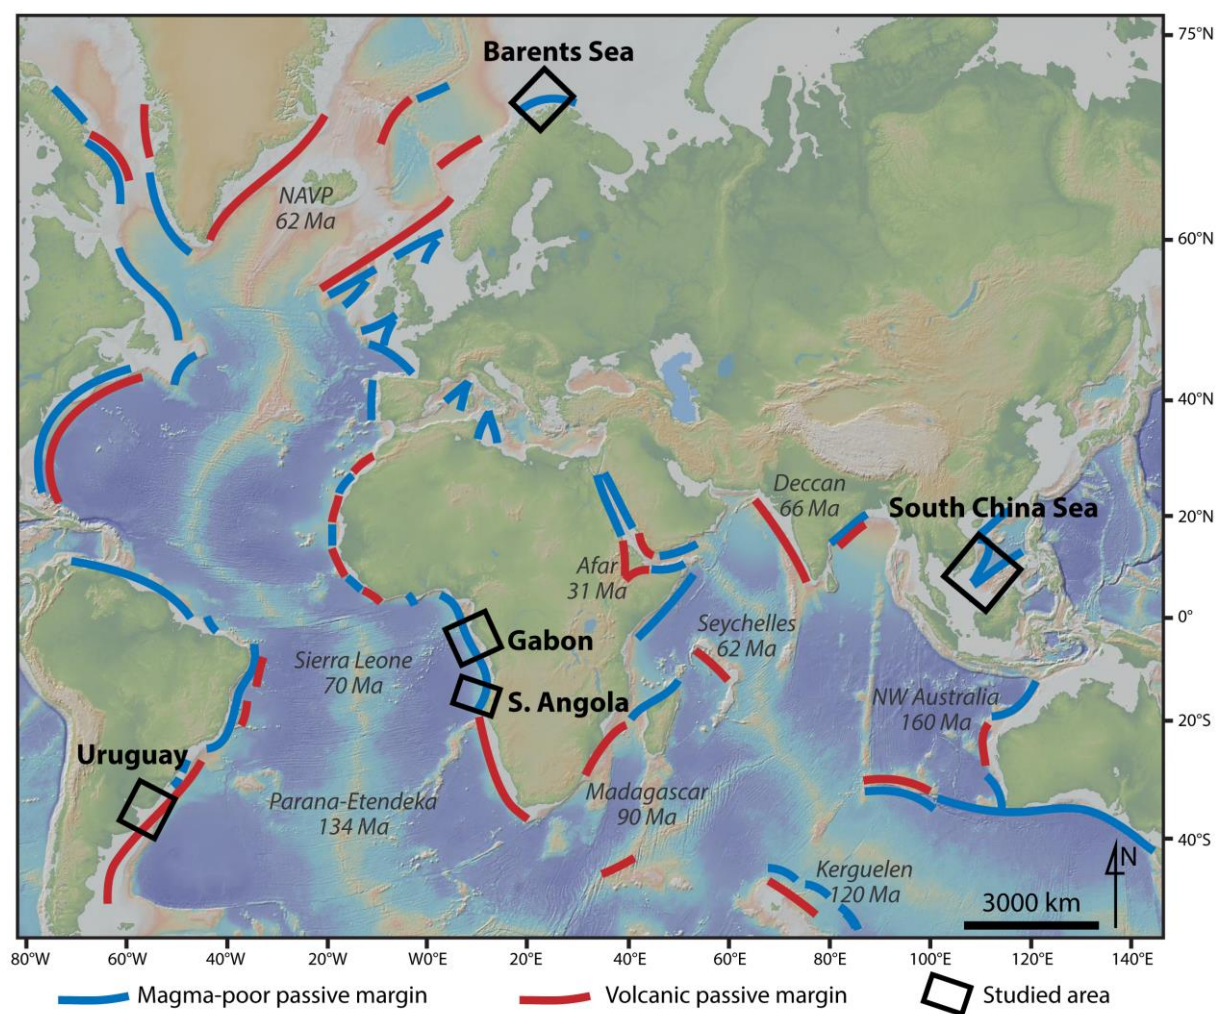 Barents Sea
75°N
NAVP
62 Ma
60°N
40°N
Deccan
66 Ma
South China Sea
20°N
Afar
31 Ma
0°
Seychelles
62 Ma
Gabon
Sierra Leone
70 Ma
S. Angola
NW Australia
160 Ma
20°S
Uruguay
Parana-Etendeka
134 Ma
Madagascar
90 Ma
40°S
N
Kerguelen
120 Ma
3000 km
80°W 60°W 40°W 20°W W0°E 20°E 40°E 60°E 80°E 100°E 120°E 140°E
Magma-poor passive margin Volcanic passive margin Studied area